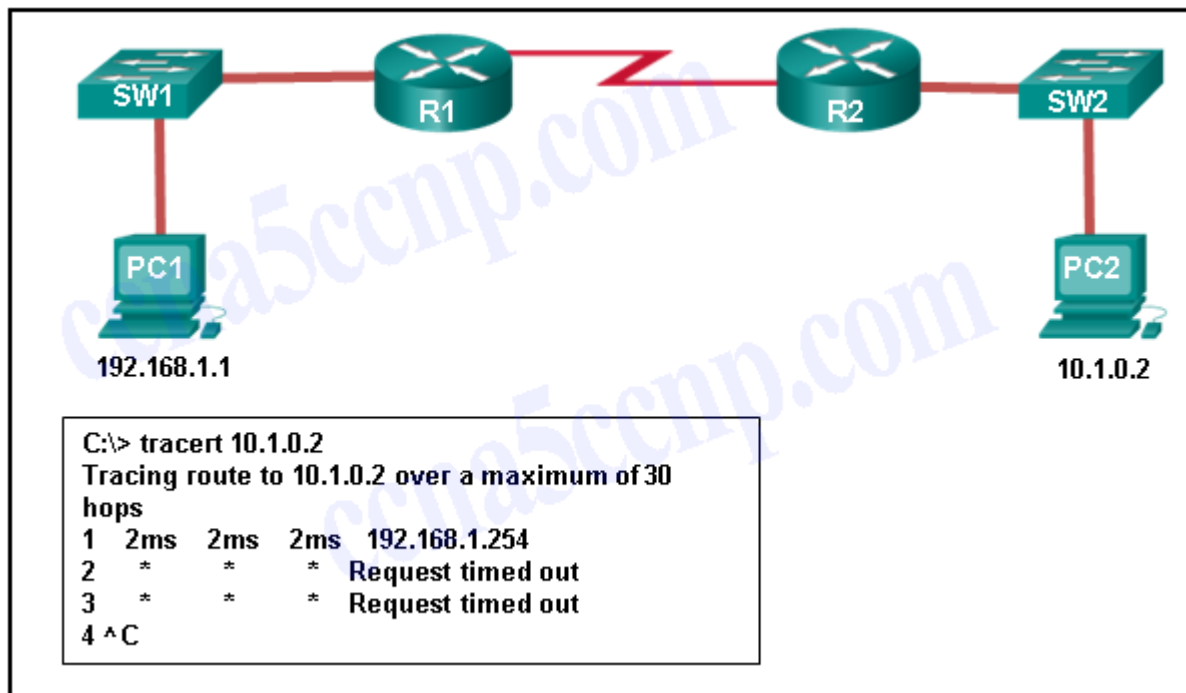 SW1
R1
R2
SW2
PC1
PC2
192.168.1.1
10.1.0.2
ccna5ccnp.com
ccna5ccnp.com
C:\> tracert 10.1.0.2
Tracing route to 10.1.0.2 over a maximum of 30
hops
1 2ms 2ms 2ms 192.168.1.254
2 * * * Request timed out
3 * * * Request timed out
4 ^C